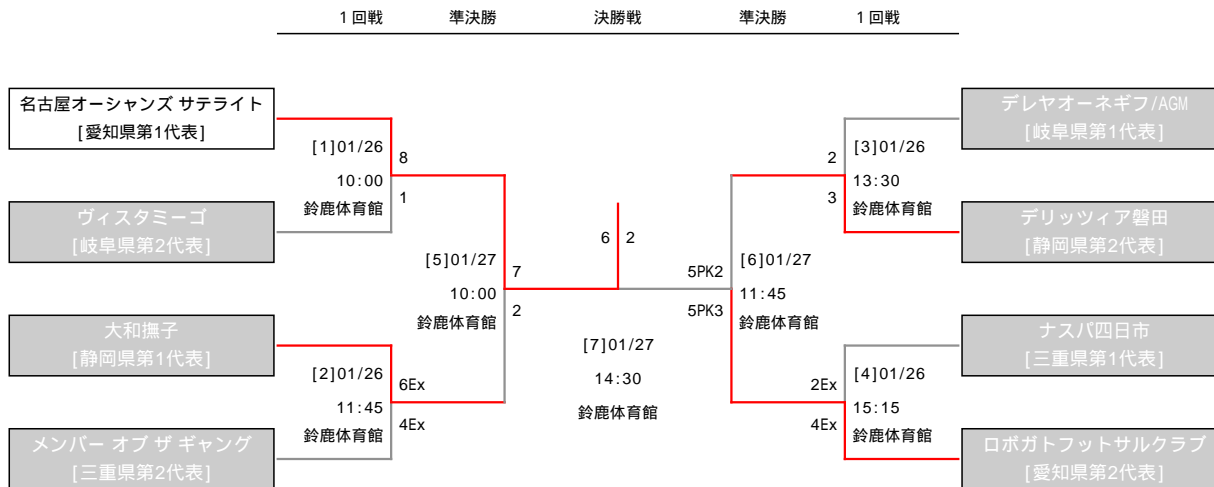 1回戦 準決勝 決勝戦 準決勝 1回戦
名古屋オーシャンズ サテライト
[愛知県第1代表]
ヴィスタミーゴ
[岐阜県第2代表]
大和撫子
[静岡県第1代表]
メンバー オブ ザ ギャング
[三重県第2代表]
[1]01/26
10:00
鈴鹿体育館
8
1
[2]01/26
11:45
鈴鹿体育館
6Ex
4Ex
[5]01/27
10:00
鈴鹿体育館
7
2
6 2
[7]01/27
14:30
鈴鹿体育館
5PK2
5PK3
[6]01/27
11:45
鈴鹿体育館
2
3
[3]01/26
13:30
鈴鹿体育館
2Ex
4Ex
[4]01/26
15:15
鈴鹿体育館
デレヤオーネギフ/AGM
[岐阜県第1代表]
デリッツィア磐田
[静岡県第2代表]
ナスパ四日市
[三重県第1代表]
ロボガトフットサルクラブ
[愛知県第2代表]